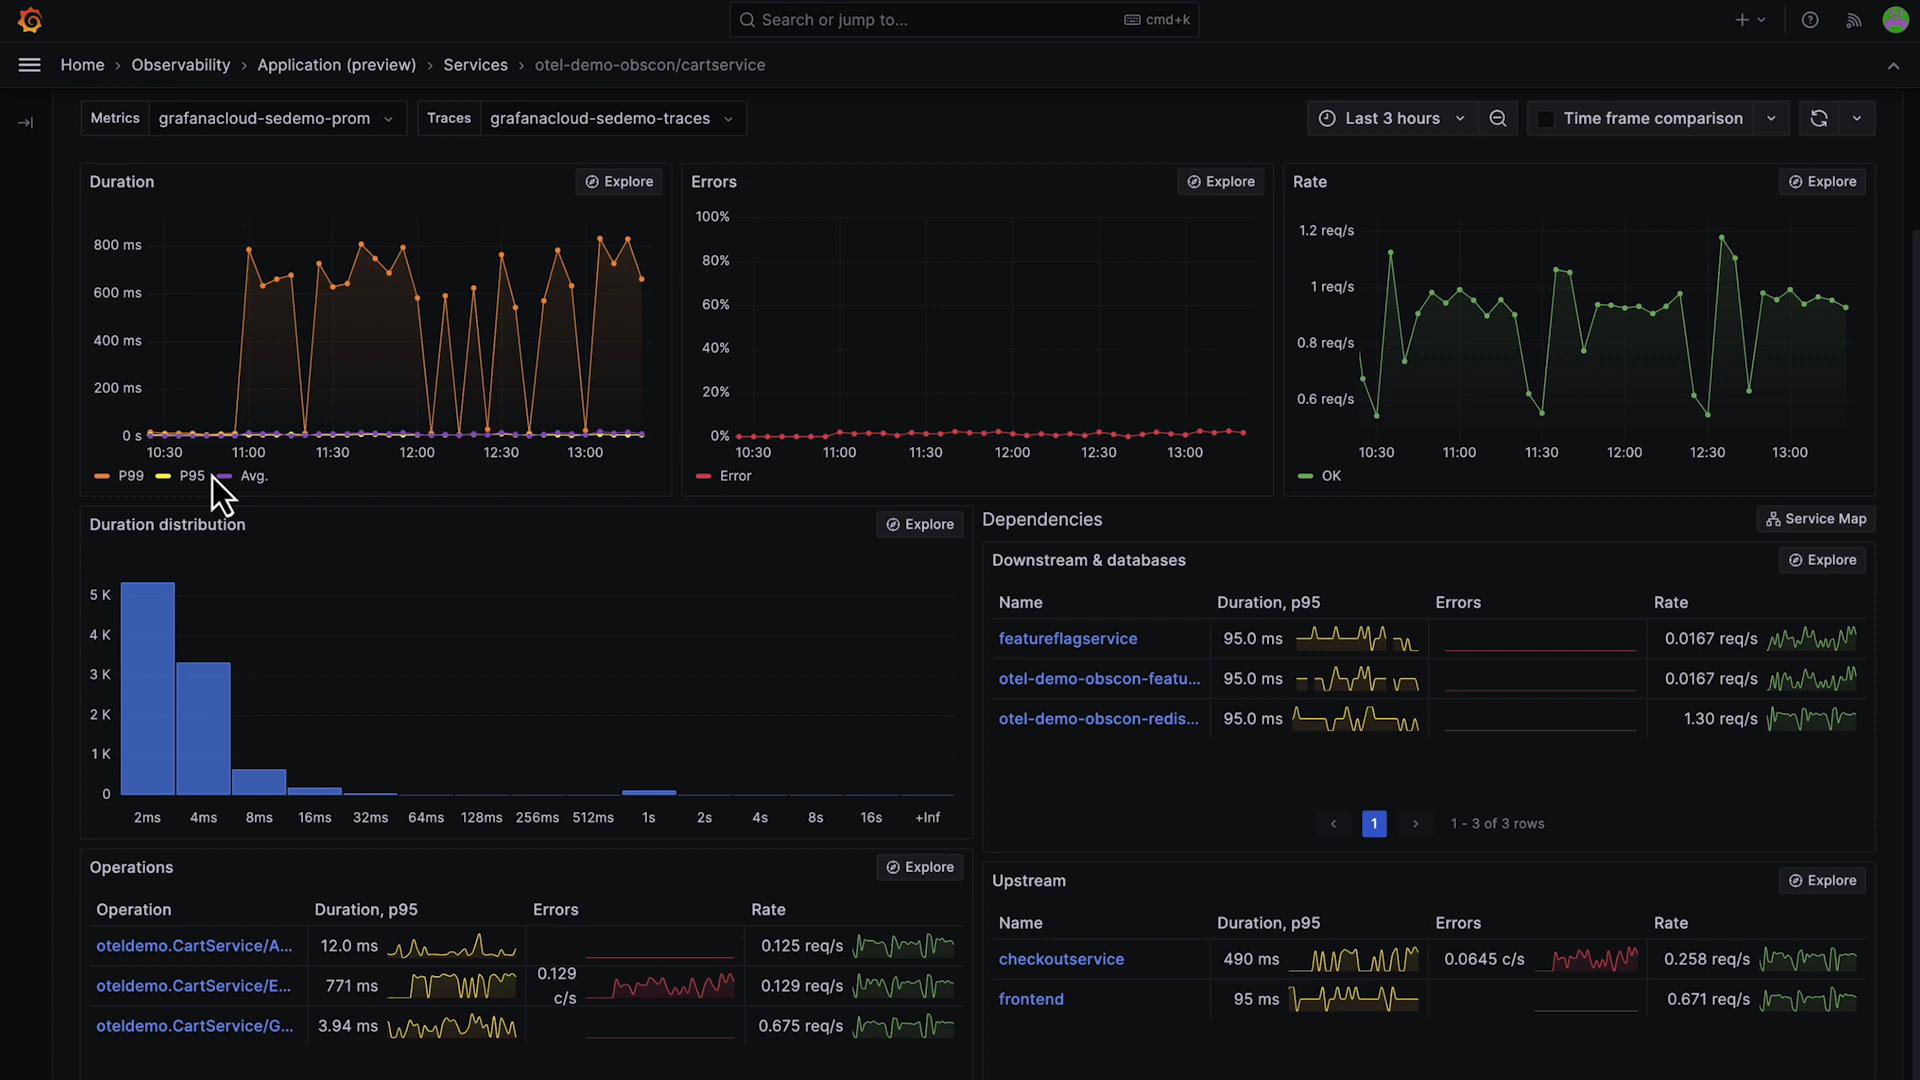 Search or jump to... cmd+k
Home › Observability › Application (preview) › Services › otel-demo-obscon/cartservice
Metrics grafanacloud-sedemo-prom Traces grafanacloud-sedemo-traces Last 3 hours Time frame comparison
Duration Explore
800 ms
600 ms
400 ms
200 ms
0 s
10:30 11:00 11:30 12:00 12:30 13:00
P99 P95 Avg.
Errors Explore
100%
80%
60%
40%
20%
0%
10:30 11:00 11:30 12:00 12:30 13:00
Error
Rate Explore
1.2 req/s
1 req/s
0.8 req/s
0.6 req/s
10:30 11:00 11:30 12:00 12:30 13:00
OK
Duration distribution Explore
5 K
4 K
3 K
2 K
1 K
0
2ms 4ms 8ms 16ms 32ms 64ms 128ms 256ms 512ms 1s 2s 4s 8s 16s +Inf
Dependencies Service Map
Downstream & databases Explore
Name Duration, p95 Errors Rate
featureflagservice 95.0 ms 0.0167 req/s
otel-demo-obscon-featu... 95.0 ms 0.0167 req/s
otel-demo-obscon-redis... 95.0 ms 1.30 req/s
‹ 1 › 1 - 3 of 3 rows
Operations Explore
Operation Duration, p95 Errors Rate
oteldemo.CartService/A... 12.0 ms 0.125 req/s
oteldemo.CartService/E... 771 ms 0.129 c/s 0.129 req/s
oteldemo.CartService/G... 3.94 ms 0.675 req/s
Upstream Explore
Name Duration, p95 Errors Rate
checkoutservice 490 ms 0.0645 c/s 0.258 req/s
frontend 95 ms 0.671 req/s